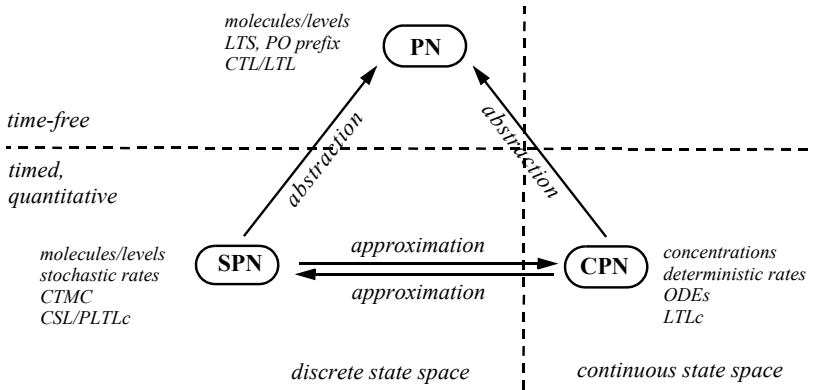 molecules/levels
LTS, PO prefix
CTL/LTL
PN
time-free
abstraction
abstraction
timed,
quantitative
molecules/levels
stochastic rates
CTMC
CSL/PLTLc
SPN
approximation
approximation
CPN
concentrations
deterministic rates
ODEs
LTLc
discrete state space
continuous state space